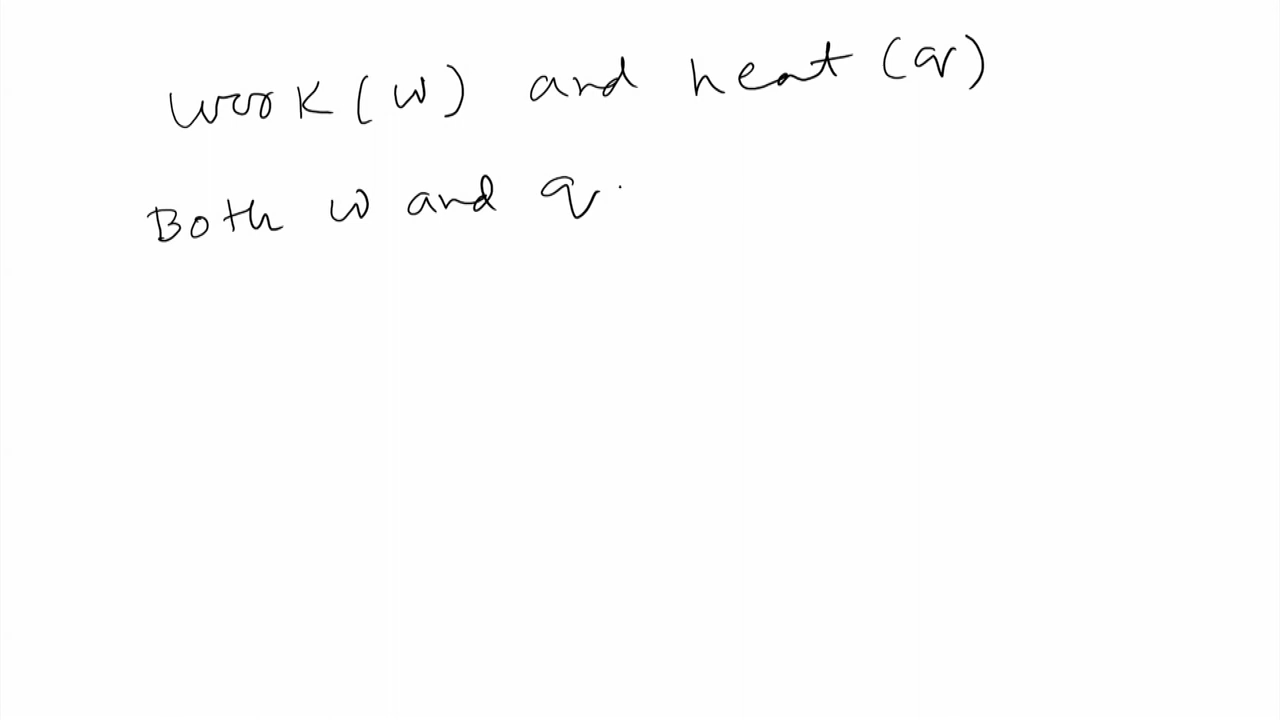 work (w) and heat (q)
Both w and q